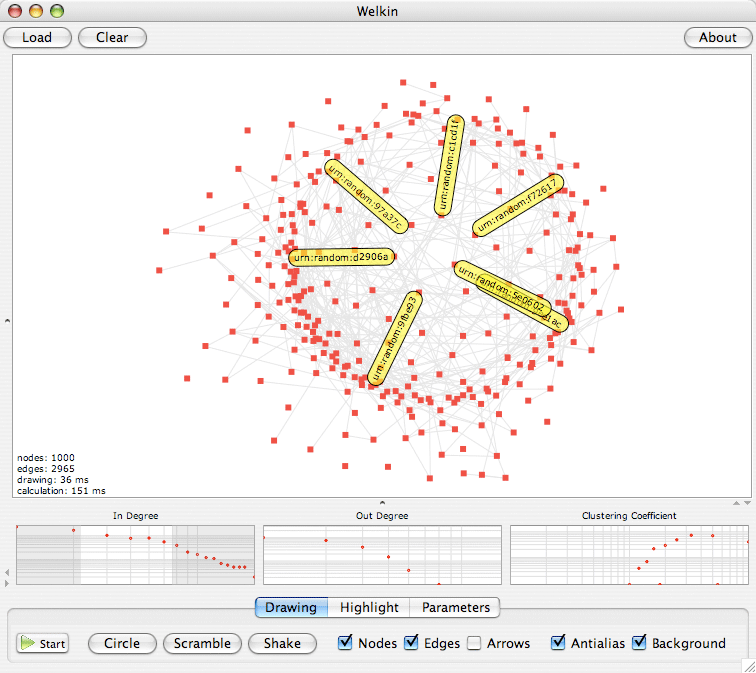 Welkin
Load Clear About
urn:random:c1cd1f
urn:random:97a37c
urn:random:f72617
urn:random:d2906a
urn:random:5e0602
urn:random:9fbe93
nodes: 1000
edges: 2965
drawing: 36 ms
calculation: 151 ms
In Degree Out Degree Clustering Coefficient
Drawing Highlight Parameters
Start Circle Scramble Shake Nodes Edges Arrows Antialias Background